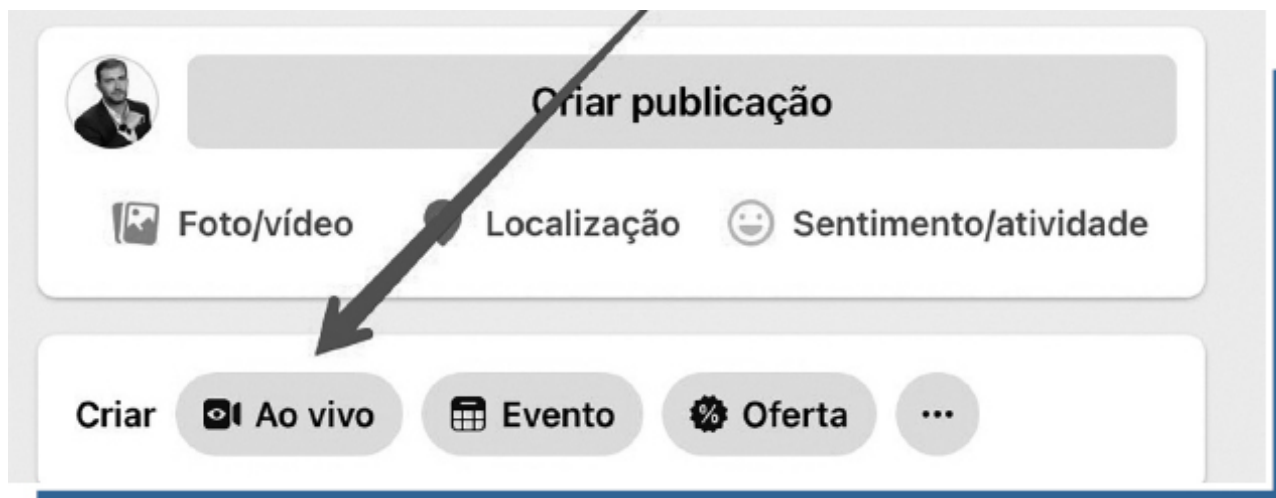 Criar publicação
Foto/vídeo Localização Sentimento/atividade
Criar Ao vivo Evento Oferta ...